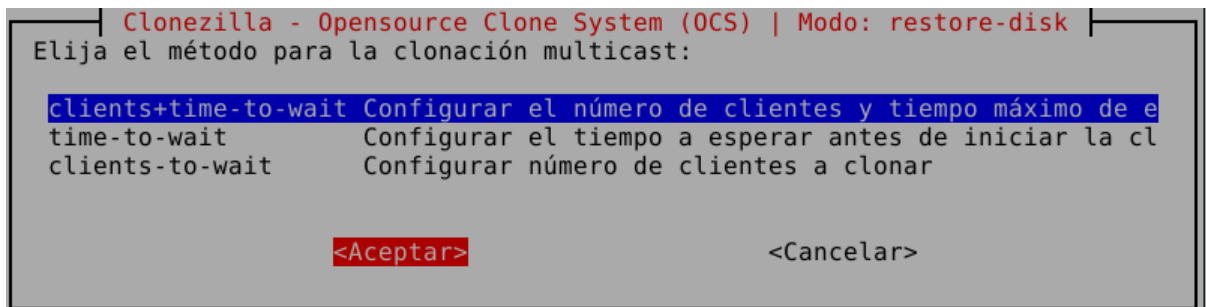 Clonezilla - Opensource Clone System (OCS) | Modo: restore-disk
Elija el método para la clonación multicast:
clients+time-to-wait Configurar el número de clientes y tiempo máximo de e
time-to-wait Configurar el tiempo a esperar antes de iniciar la cl
clients-to-wait Configurar número de clientes a clonar
<Aceptar> <Cancelar>